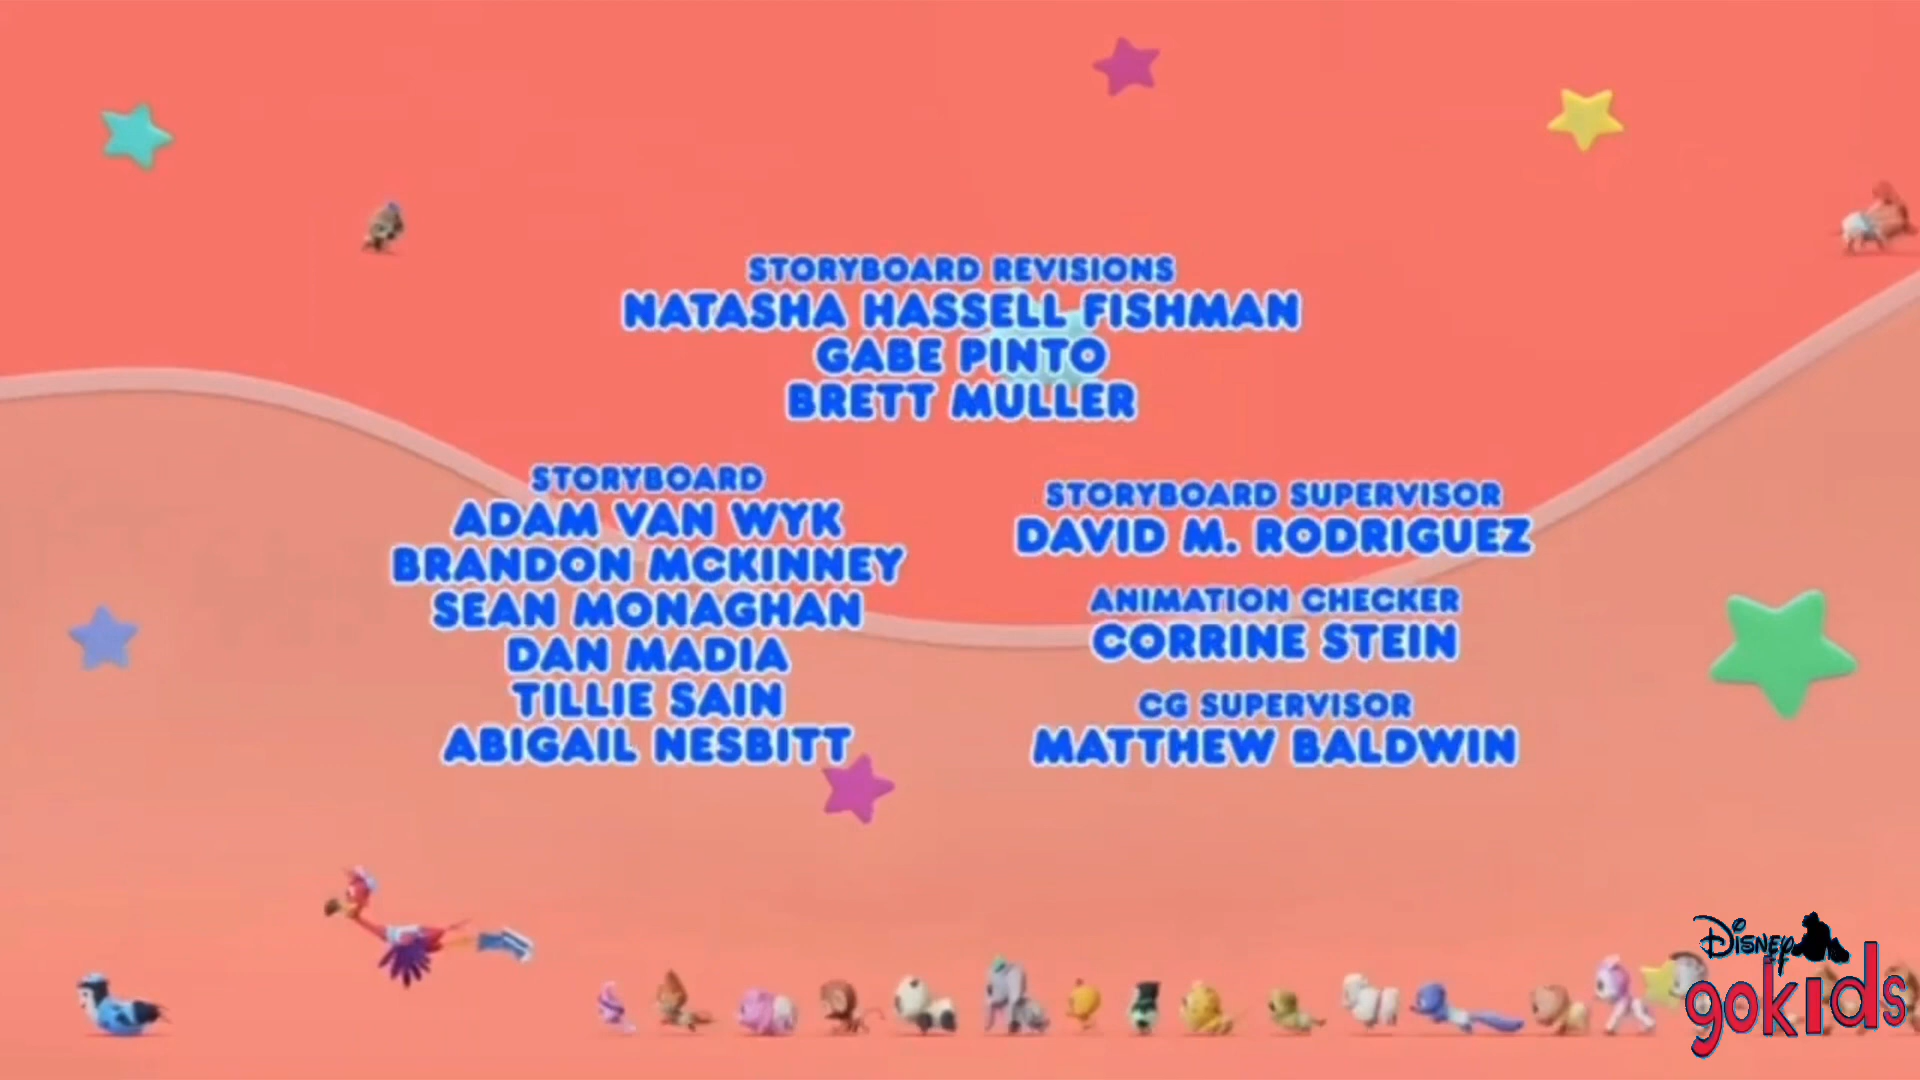 STORYBOARD REVISIONS
NATASHA HASSELL FISHMAN
GABE PINTO
BRETT MULLER
STORYBOARD
ADAM VAN WYK
BRANDON MCKINNEY
SEAN MONAGHAN
DAN MADIA
TILLIE SAIN
ABIGAIL NESBITT
STORYBOARD SUPERVISOR
DAVID M. RODRIGUEZ
ANIMATION CHECKER
CORRINE STEIN
CG SUPERVISOR
MATTHEW BALDWIN
DISNEY
gokids